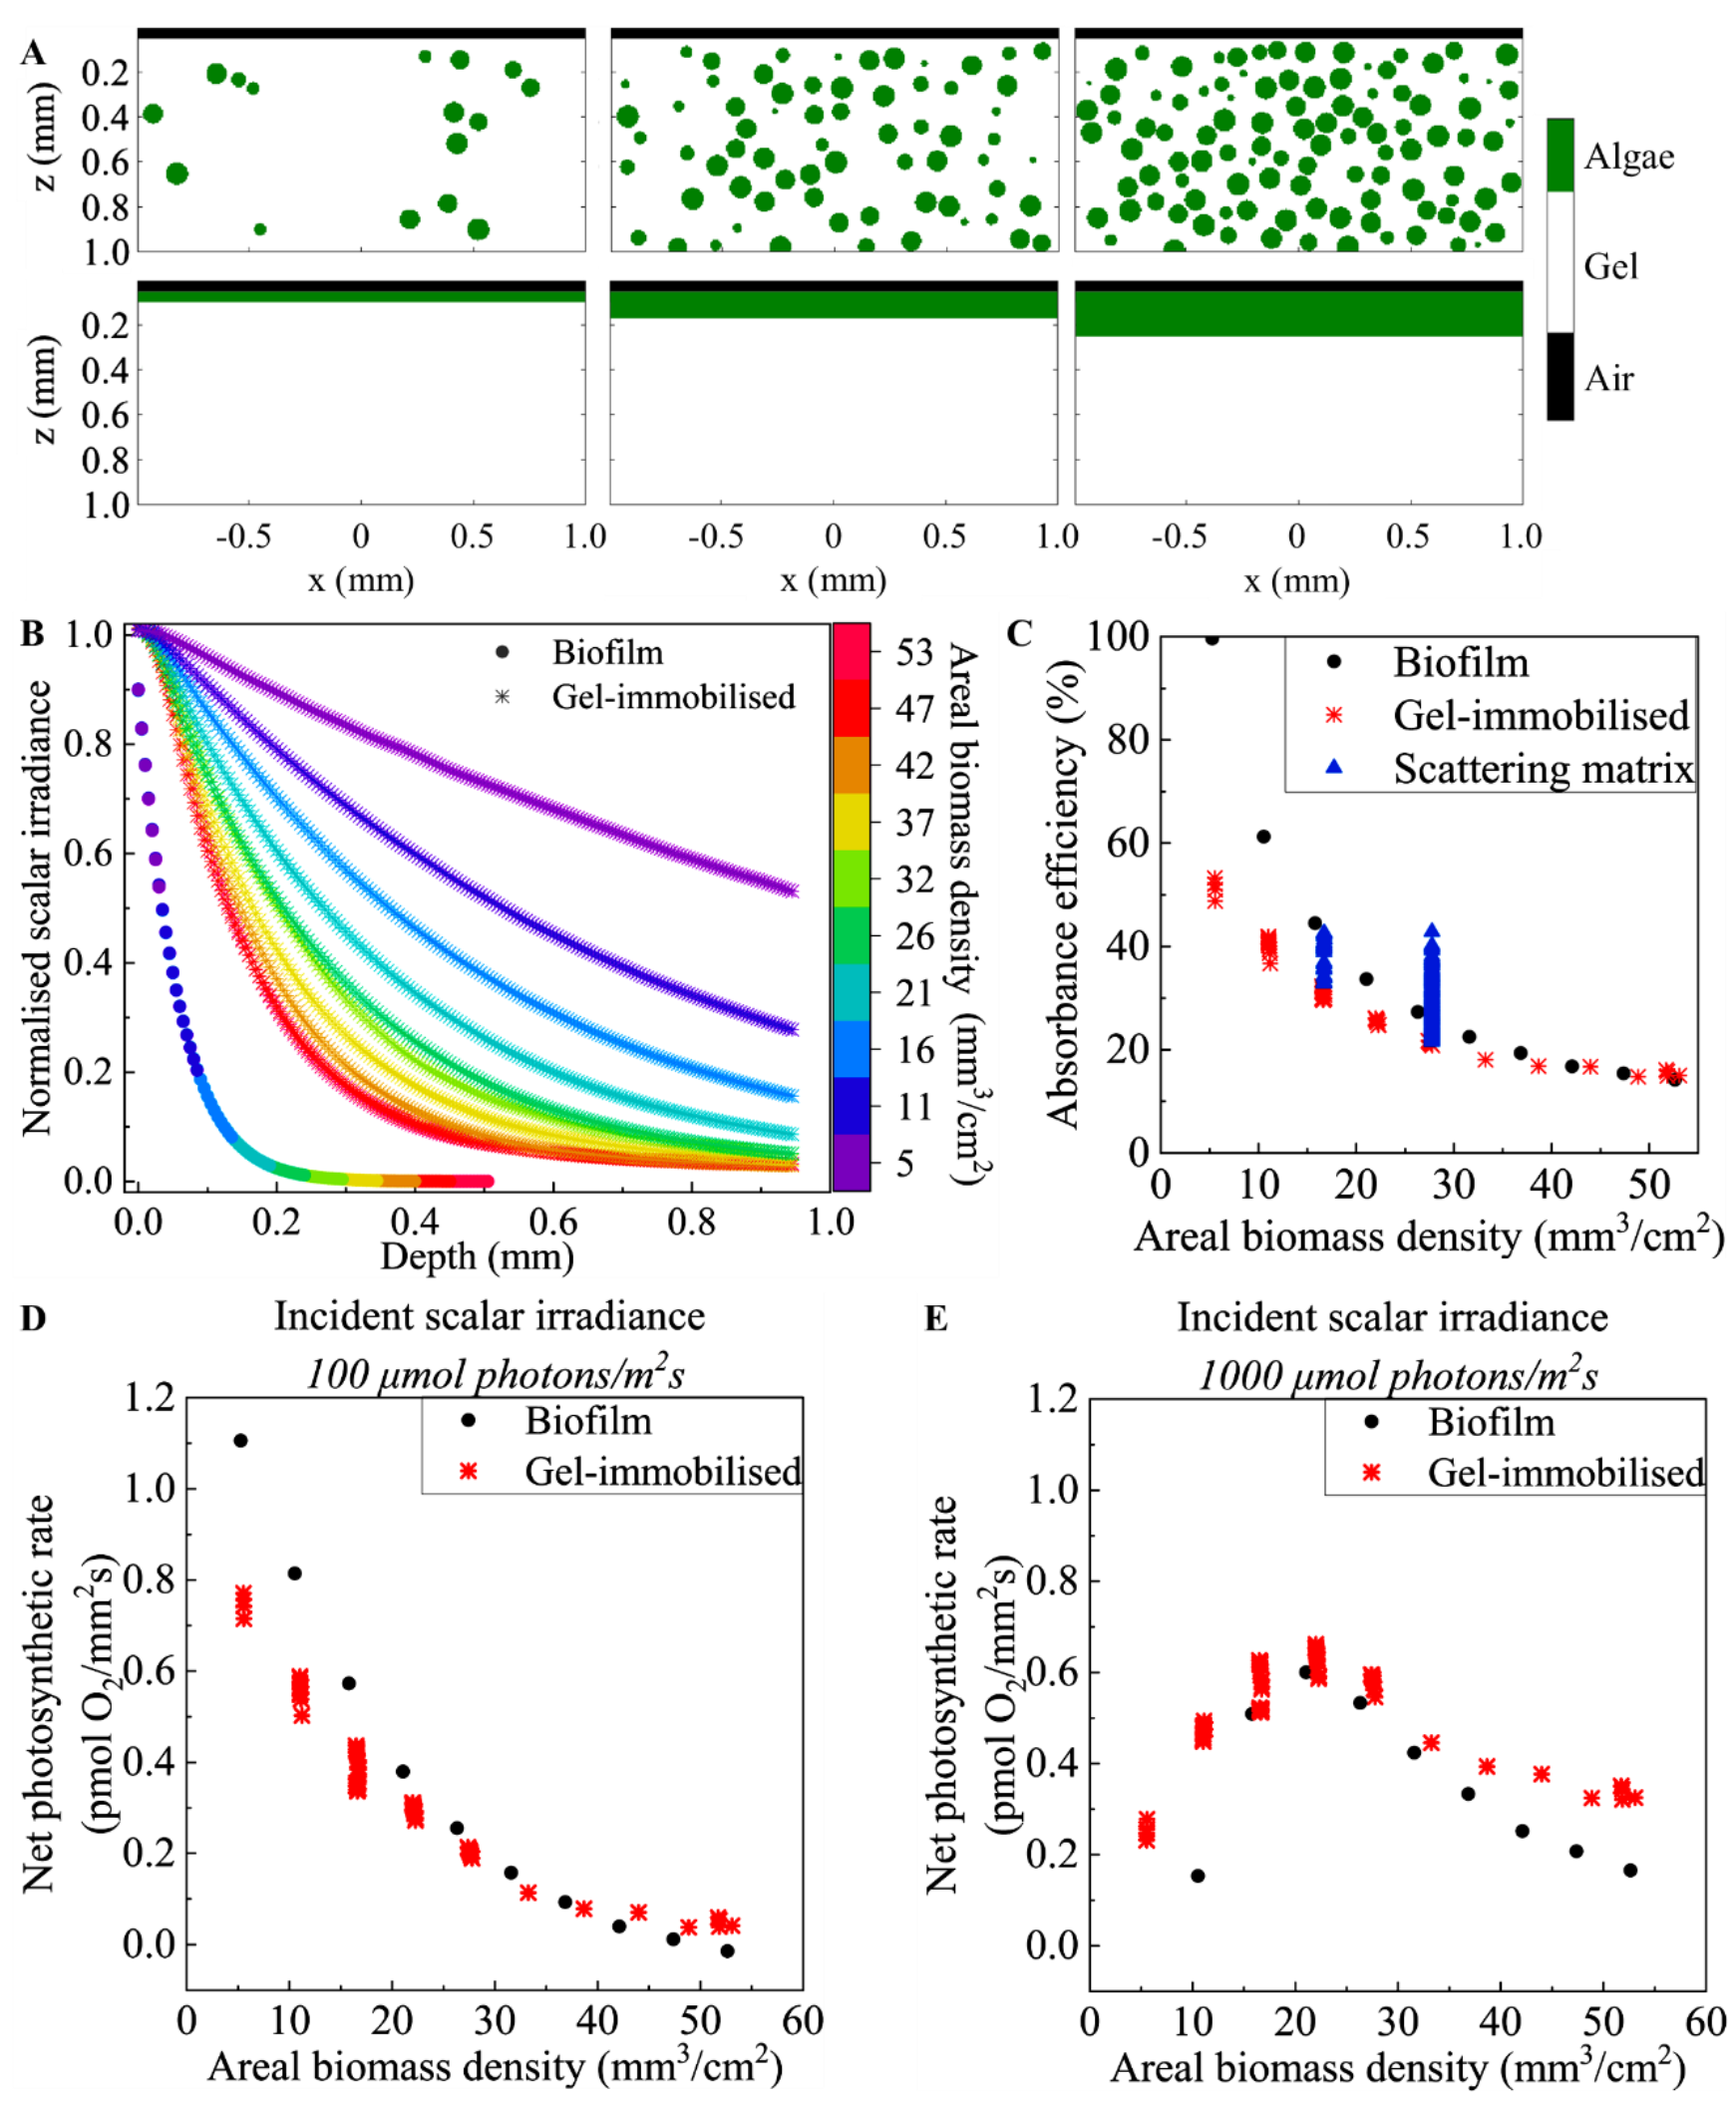 A
z (mm)
0.2
0.4
0.6
0.8
1.0
z (mm)
0.2
0.4
0.6
0.8
1.0
-0.5 0 0.5 1.0
-0.5 0 0.5 1.0
-0.5 0 0.5 1.0
x (mm)
x (mm)
x (mm)
Algae
Gel
Air
B
Normalised scalar irradiance
1.0
0.8
0.6
0.4
0.2
0.0
0.0 0.2 0.4 0.6 0.8 1.0
Depth (mm)
Biofilm
Gel-immobilised
53
47
42
37
32
26
21
16
11
5
Areal biomass density (mm3/cm2)
C
Absorbance efficiency (%)
100
80
60
40
20
0
0 10 20 30 40 50
Areal biomass density (mm3/cm2)
Biofilm
Gel-immobilised
Scattering matrix
D
Incident scalar irradiance
100 µmol photons/m2s
Net photosynthetic rate
(pmol O2/mm2s)
1.2
1.0
0.8
0.6
0.4
0.2
0.0
Biofilm
Gel-immobilised
0 10 20 30 40 50 60
Areal biomass density (mm3/cm2)
E
Incident scalar irradiance
1000 µmol photons/m2s
Net photosynthetic rate
(pmol O2/mm2s)
1.2
1.0
0.8
0.6
0.4
0.2
0.0
Biofilm
Gel-immobilised
0 10 20 30 40 50 60
Areal biomass density (mm3/cm2)